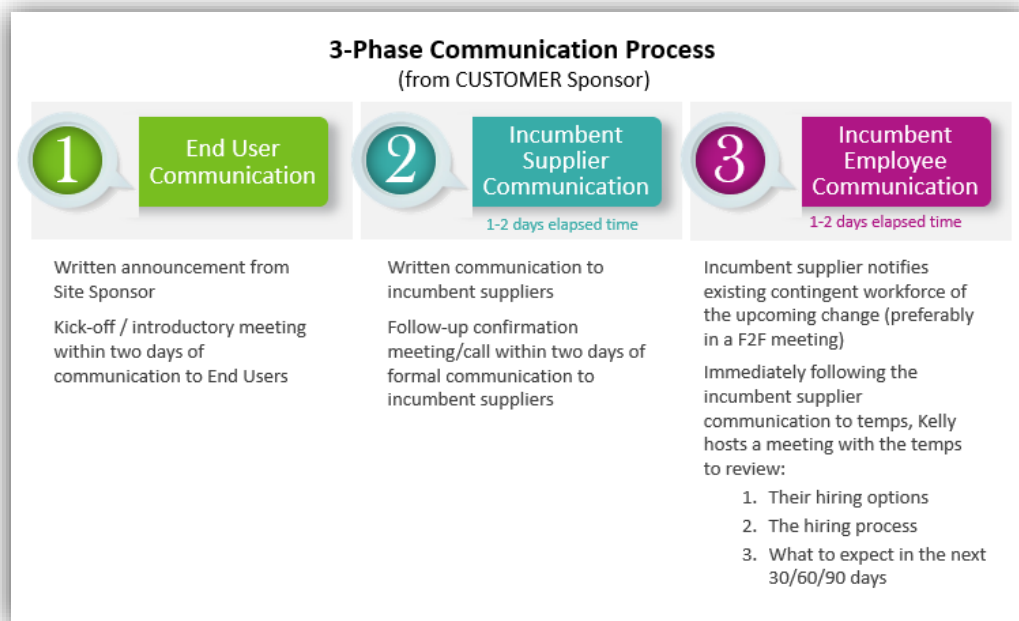 3-Phase Communication Process
(from CUSTOMER Sponsor)
1
End User
Communication
Written announcement from
Site Sponsor
Kick-off / introductory meeting
within two days of
communication to End Users
2
Incumbent
Supplier
Communication
1-2 days elapsed time
Written communication to
incumbent suppliers
Follow-up confirmation
meeting/call within two days of
formal communication to
incumbent suppliers
3
Incumbent
Employee
Communication
1-2 days elapsed time
Incumbent supplier notifies
existing contingent workforce of
the upcoming change (preferably
in a F2F meeting)
Immediately following the
incumbent supplier
communication to temps, Kelly
hosts a meeting with the temps
to review:
1. Their hiring options
2. The hiring process
3. What to expect in the next
30/60/90 days